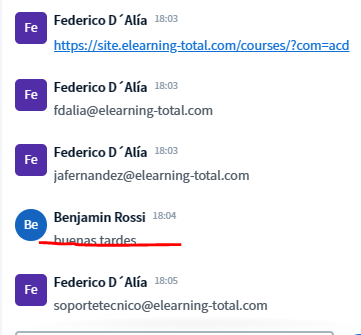 Fe
Federico D´Alía 18:03
https://site.elearning-total.com/courses/?com=acd
Fe
Federico D´Alía 18:03
fdalia@elearning-total.com
Fe
Federico D´Alía 18:03
jafernandez@elearning-total.com
Be
Benjamin Rossi 18:04
buenas tardes
Fe
Federico D´Alía 18:05
soportetecnico@elearning-total.com